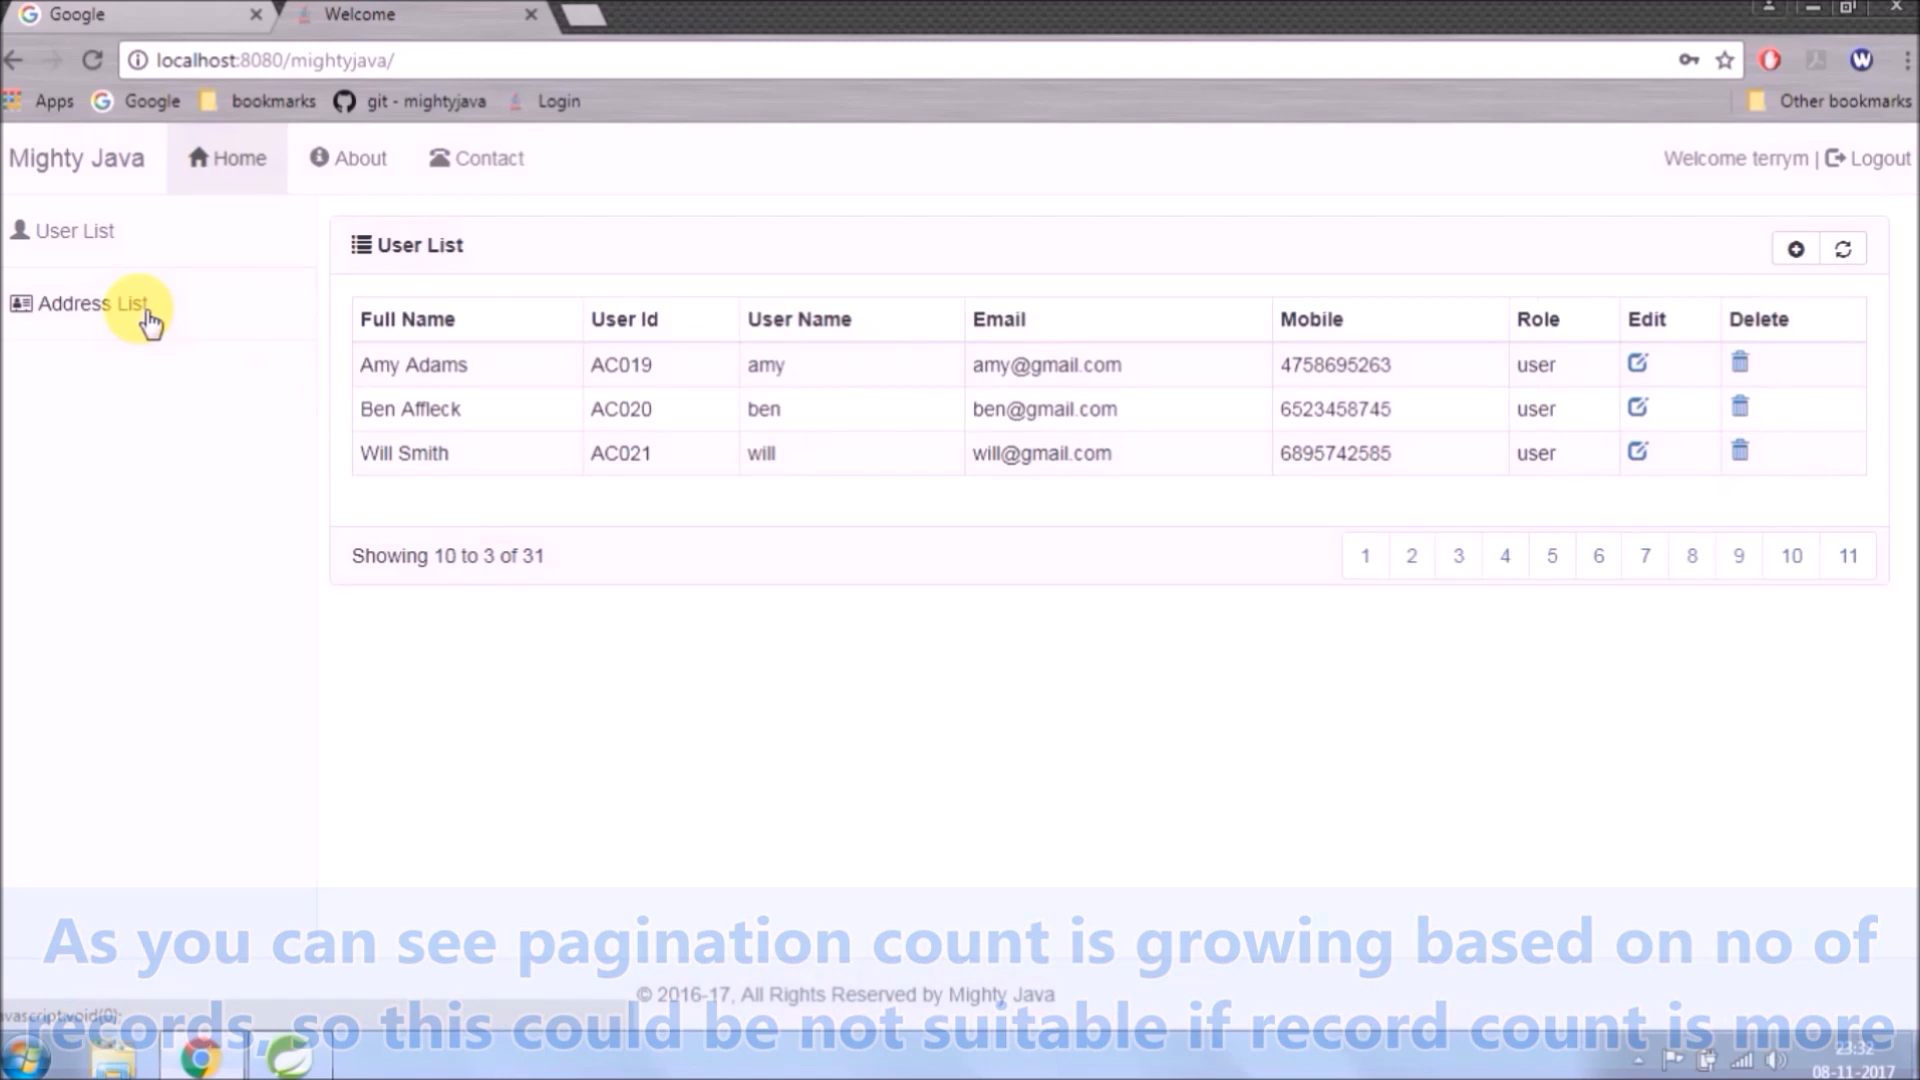 Google
Welcome
localhost:8080/mightyjava/
Apps Google bookmarks git - mightyjava Login Other bookmarks
Mighty Java Home About Contact Welcome terrym | Logout
User List
Address List
User List
Full Name User Id User Name Email Mobile Role Edit Delete
Amy Adams AC019 amy amy@gmail.com 4758695263 user
Ben Affleck AC020 ben ben@gmail.com 6523458745 user
Will Smith AC021 will will@gmail.com 6895742585 user
Showing 10 to 3 of 31 1 2 3 4 5 6 7 8 9 10 11
As you can see pagination count is growing based on no of
© 2016-17, All Rights Reserved by Mighty Java
vascript:void(0);
records, so this could be not suitable if record count is more
23:32
08-11-2017